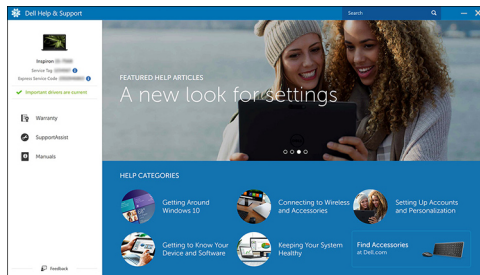 Dell Help & Support
Search
Inspiron
Service Tag
Express Service Code
Important drivers are current
Warranty
SupportAssist
Manuals
Feedback
FEATURED HELP ARTICLES
A new look for settings
HELP CATEGORIES
Getting Around
Windows 10
Connecting to Wireless
and Accessories
Setting Up Accounts
and Personalization
Getting to Know Your
Device and Software
Keeping Your System
Healthy
Find Accessories
at Dell.com